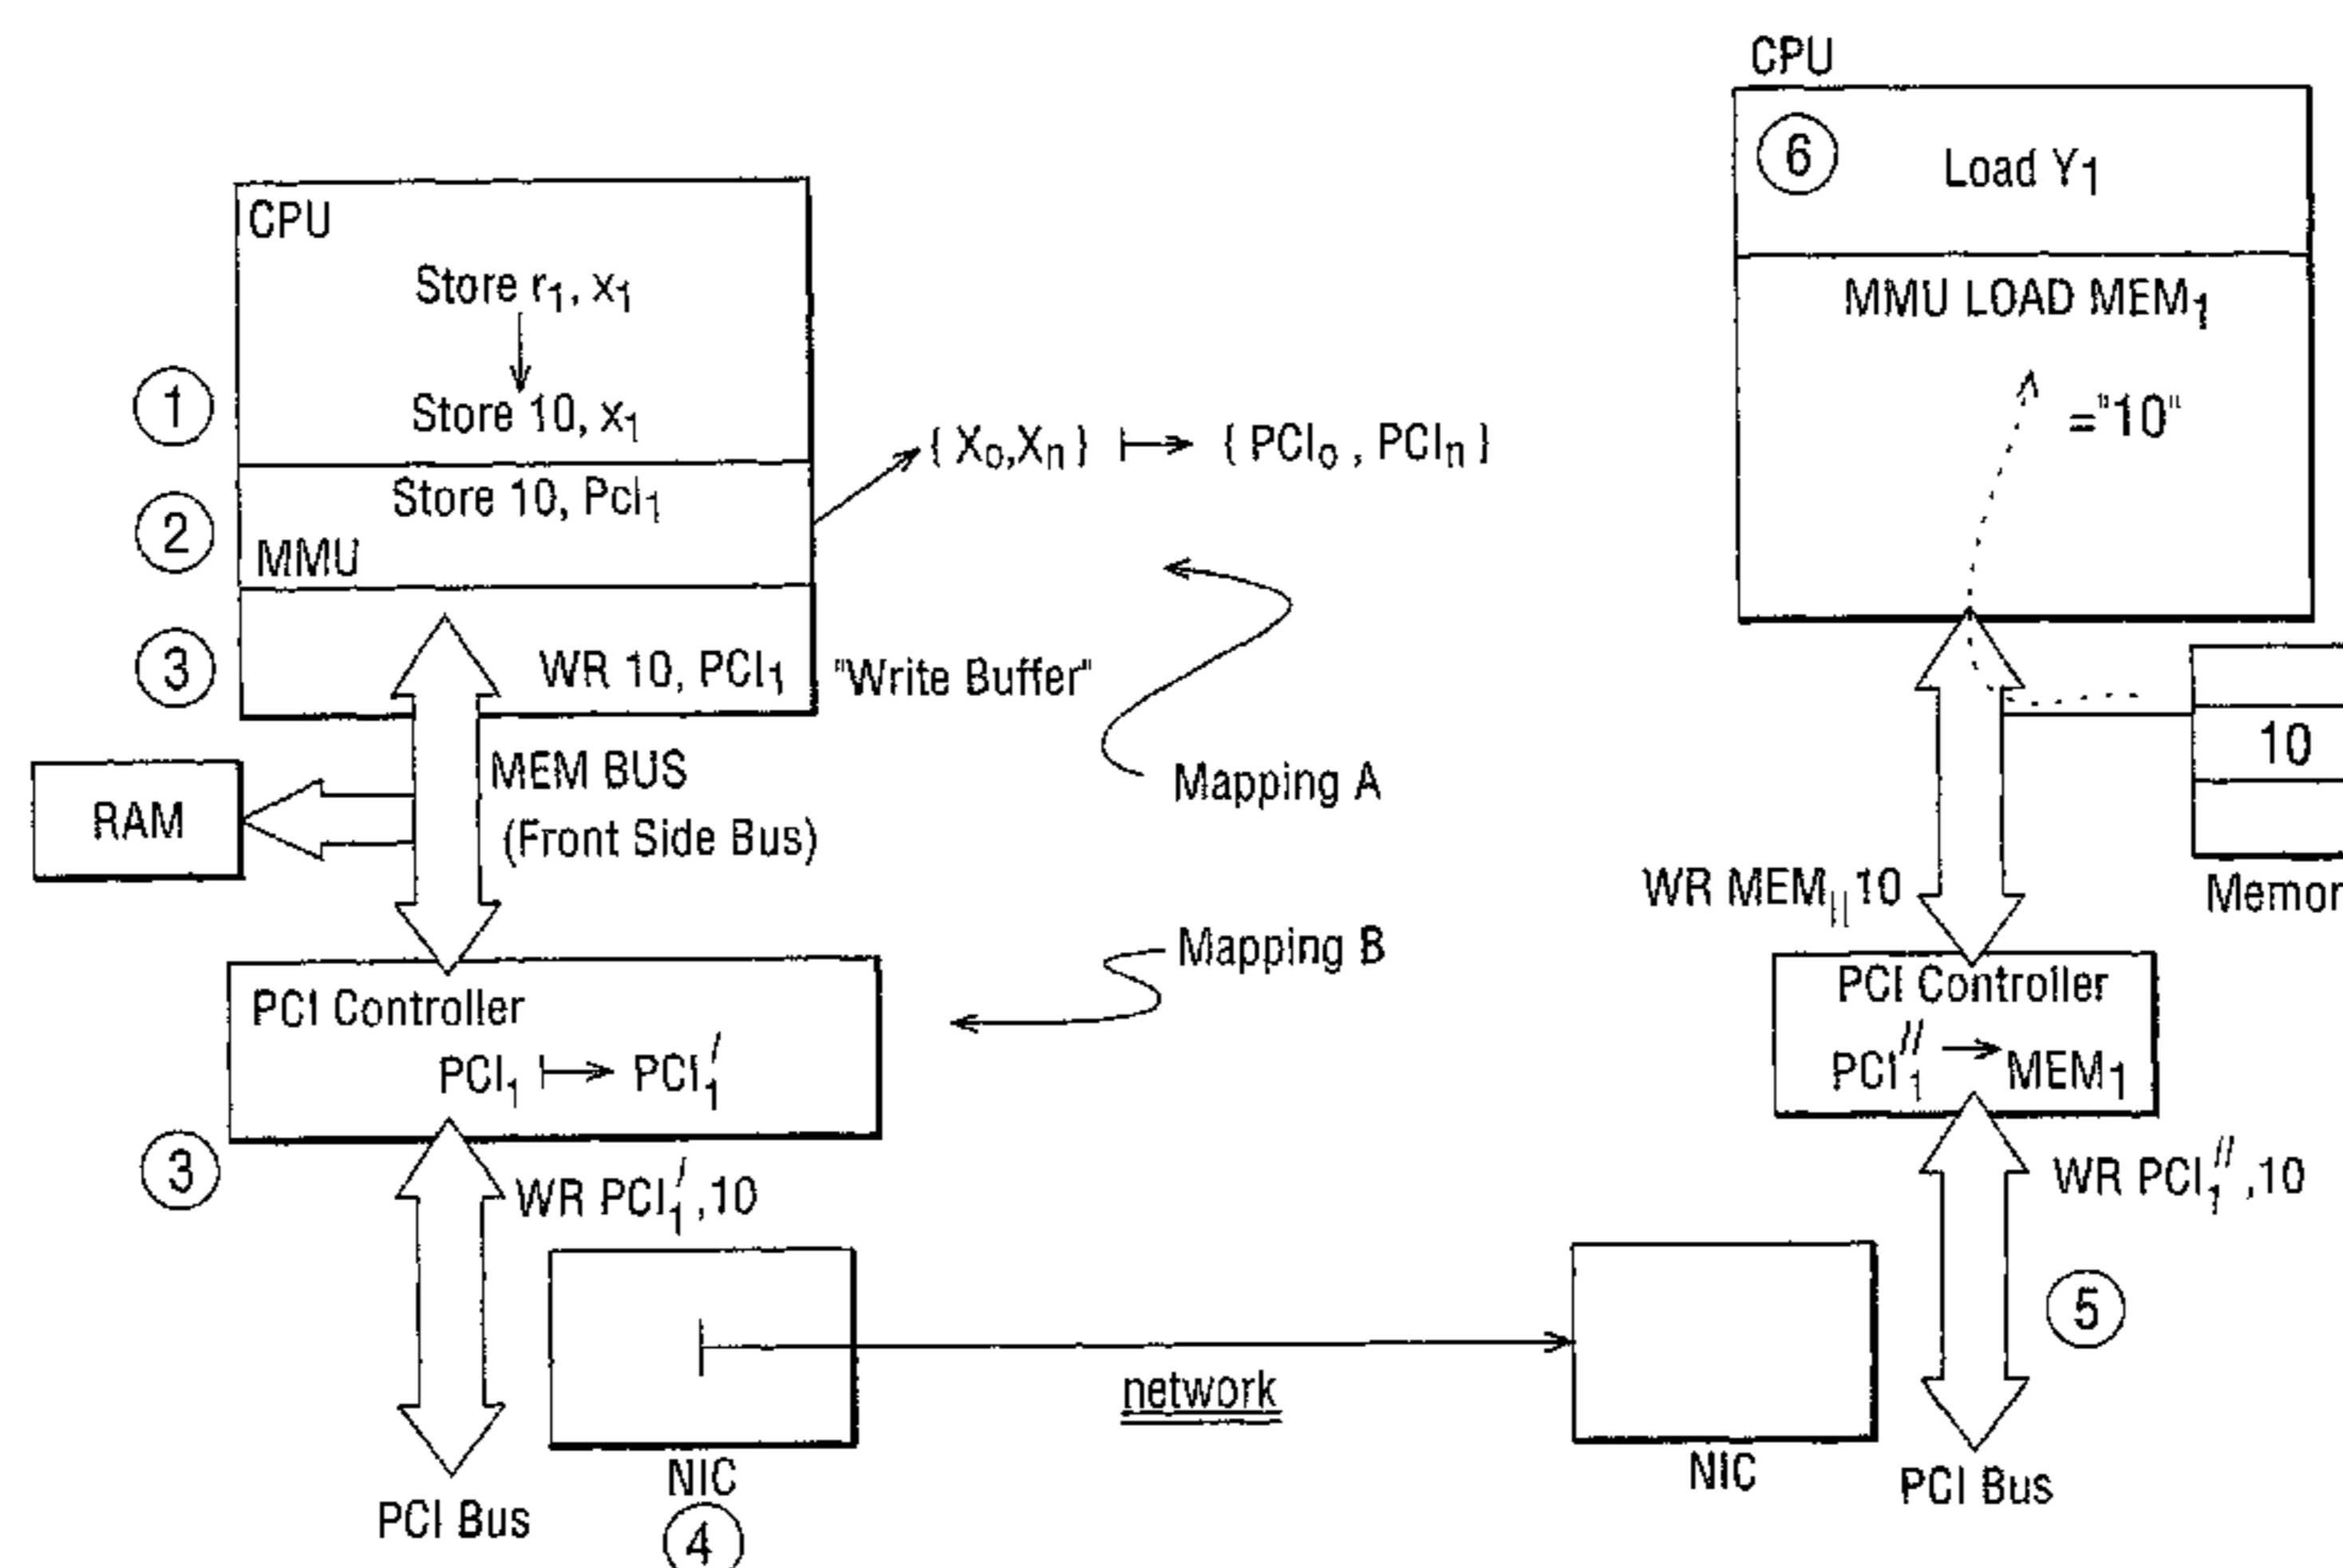 CPU
Store r₁, x₁
①
Store 10, x₁
②
Store 10, PcI₁
MMU
③
WR 10, PCI₁
"Write Buffer"
{ X₀,Xₙ } ↦ { PCI₀ , PCIₙ }
RAM
MEM BUS
(Front Side Bus)
Mapping A
Mapping B
PCI Controller
PCI₁ ↦ PCI₁′
③
WR PCI₁′,10
NIC
④
PCI Bus
network
CPU
⑥
Load Y₁
MMU LOAD MEM₁
="10"
10
Memor
WR MEM₁₁10
PCI Controller
PCI₁″ → MEM₁
WR PCI₁″,10
⑤
NIC
PCI Bus